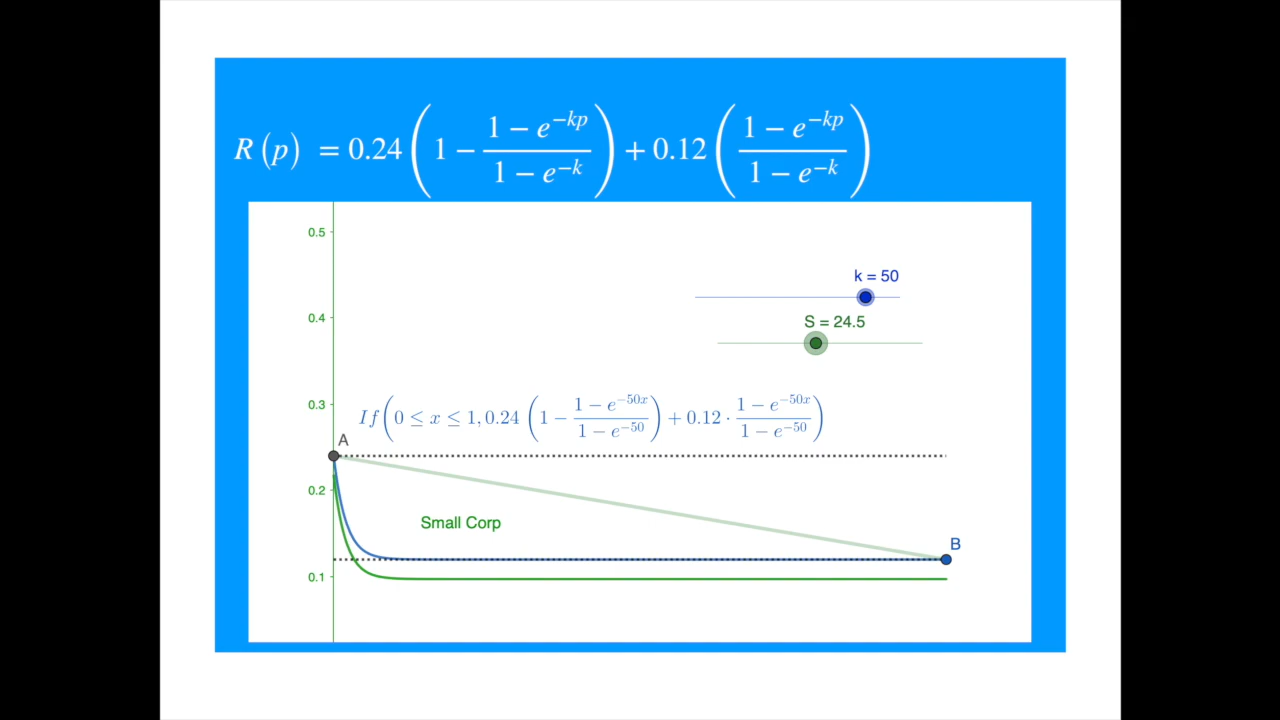 R(p) = 0.24(1 − (1 − e^{−kp})/(1 − e^{−k})) + 0.12((1 − e^{−kp})/(1 − e^{−k}))
0.5
k = 50
0.4
S = 24.5
0.3
If(0 ≤ x ≤ 1, 0.24 (1 − (1 − e^{−50x})/(1 − e^{−50})) + 0.12 · (1 − e^{−50x})/(1 − e^{−50}))
A
0.2
Small Corp
B
0.1